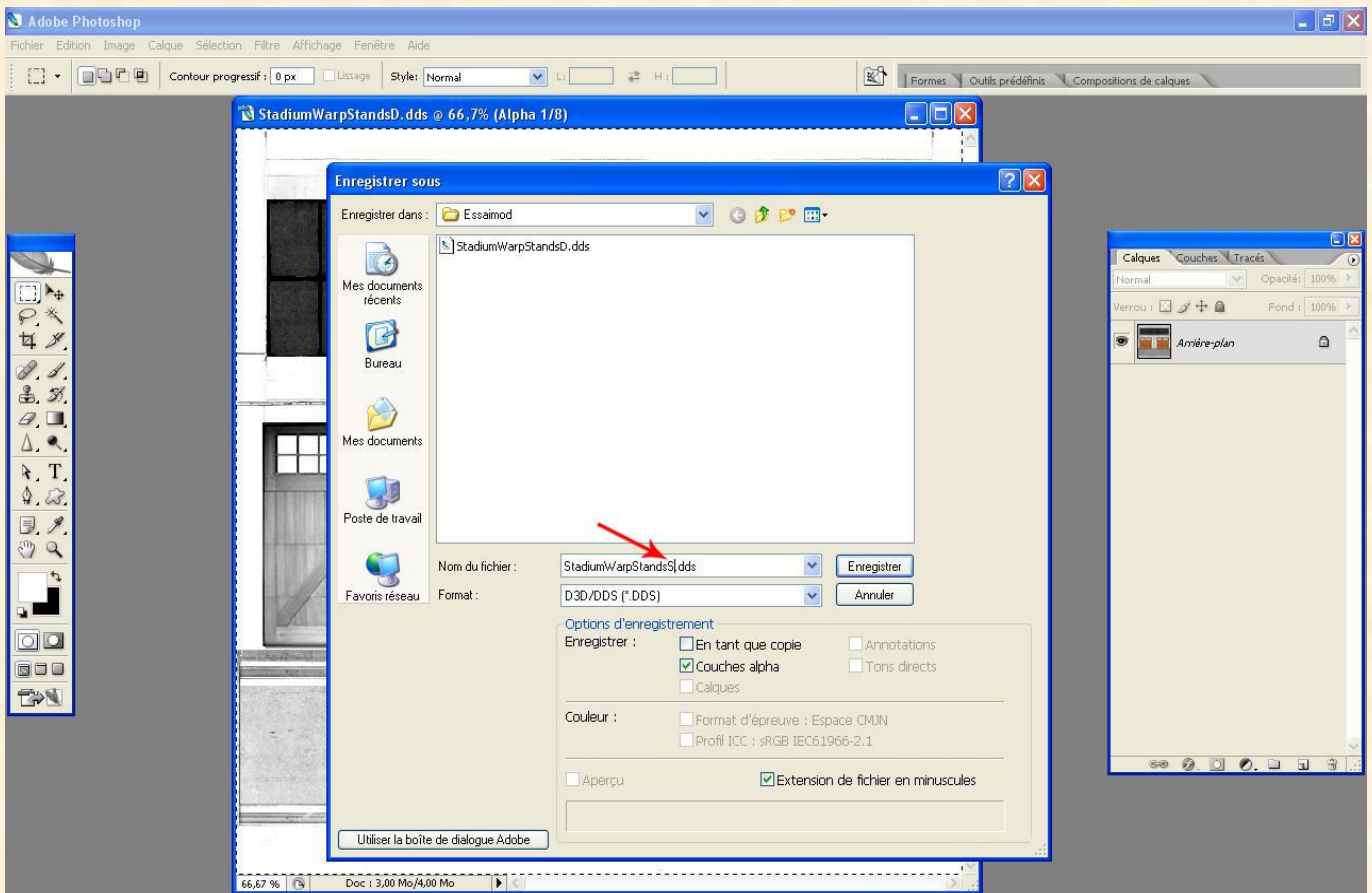 Adobe Photoshop
Fichier Edition Image Calque Sélection Filtre Affichage Fenêtre Aide
Contour progressif : 0 px Lissage Style: Normal L: H: Formes Outils prédéfinis Compositions de calques
StadiumWarpStandsD.dds @ 66,7% (Alpha 1/8)
Enregistrer sous
Enregistrer dans : Essaimod
StadiumWarpStandsD.dds
Mes documents
récents
Bureau
Mes documents
Poste de travail
Favoris réseau
Nom du fichier : StadiumWarpStandsS.dds Enregistrer
Format : D3D/DDS (*.DDS) Annuler
Options d'enregistrement
Enregistrer : En tant que copie Annotations
Couches alpha Tons directs
Calques
Couleur : Format d'épreuve : Espace CMJN
Profil ICC : sRGB IEC61966-2.1
Aperçu Extension de fichier en minuscules
Utiliser la boîte de dialogue Adobe
66,67 % Doc : 3,00 Mo/4,00 Mo
Calques Couches Tracés
Normal Opacité: 100%
Verrou : Fond : 100%
Arrière-plan